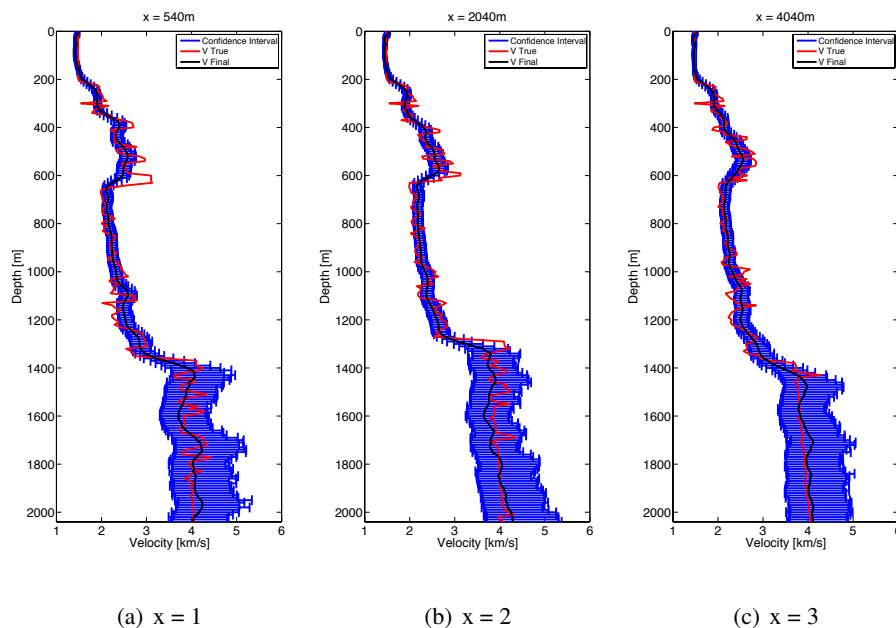 x = 540m
0
200
400
600
800
1000
1200
1400
1600
1800
2000
Depth [m]
1 2 3 4 5 6
Velocity [km/s]
Confidence Interval
V True
V Final
(a) x = 1
x = 2040m
0
200
400
600
800
1000
1200
1400
1600
1800
2000
Depth [m]
1 2 3 4 5 6
Velocity [km/s]
Confidence Interval
V True
V Final
(b) x = 2
x = 4040m
0
200
400
600
800
1000
1200
1400
1600
1800
2000
Depth [m]
1 2 3 4 5 6
Velocity [km/s]
Confidence Interval
V True
V Final
(c) x = 3